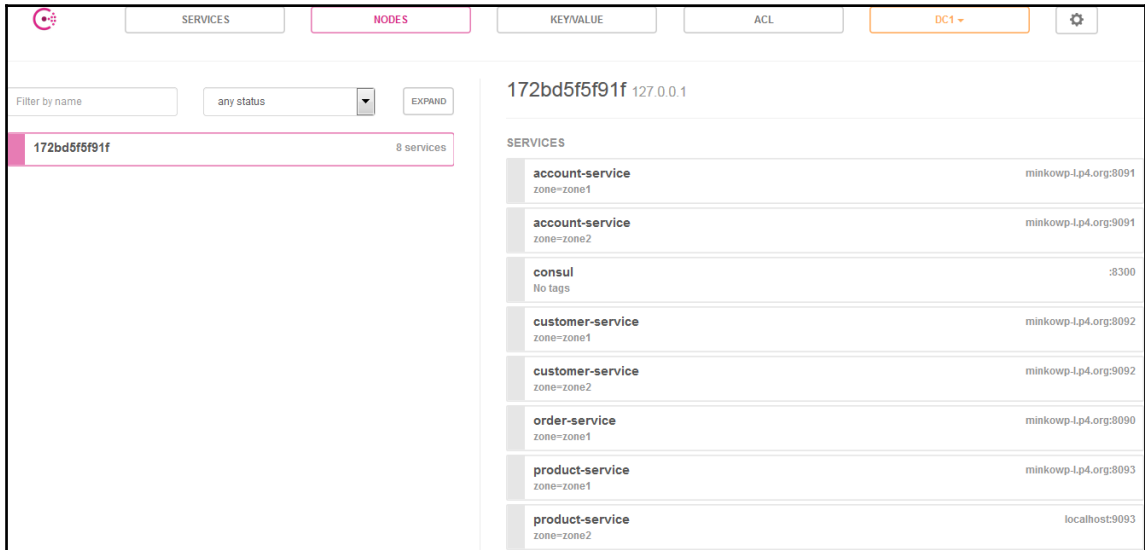 SERVICES NODES KEY/VALUE ACL DC1
Filter by name any status EXPAND
172bd5f5f91f 8 services
172bd5f5f91f 127.0.0.1
SERVICES
account-service minkowp-l.p4.org:8091
zone=zone1
account-service minkowp-l.p4.org:9091
zone=zone2
consul :8300
No tags
customer-service minkowp-l.p4.org:8092
zone=zone1
customer-service minkowp-l.p4.org:9092
zone=zone2
order-service minkowp-l.p4.org:8090
zone=zone1
product-service minkowp-l.p4.org:8093
zone=zone1
product-service localhost:9093
zone=zone2